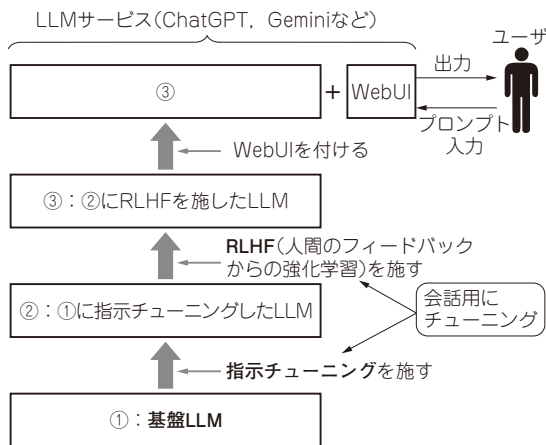 LLMサービス(ChatGPT，Geminiなど)
ユーザ
③
+
WebUI
出力
プロンプト
入力
WebUIを付ける
③：②にRLHFを施したLLM
RLHF(人間のフィードバック
からの強化学習)を施す
②：①に指示チューニングしたLLM
会話用に
チューニング
指示チューニングを施す
①：基盤LLM